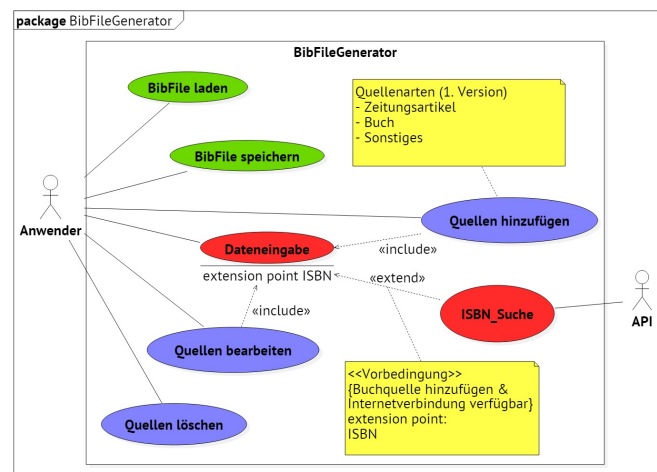 package BibFileGenerator
BibFileGenerator
BibFile laden
Quellenarten (1. Version)
- Zeitungsartikel
- Buch
- Sonstiges
BibFile speichern
Anwender
Quellen hinzufügen
Dateneingabe
«include»
extension point ISBN
«extend»
«include»
ISBN_Suche
API
Quellen bearbeiten
<<Vorbedingung>>
{Buchquelle hinzufügen &
Internetverbindung verfügbar}
extension point:
ISBN
Quellen löschen